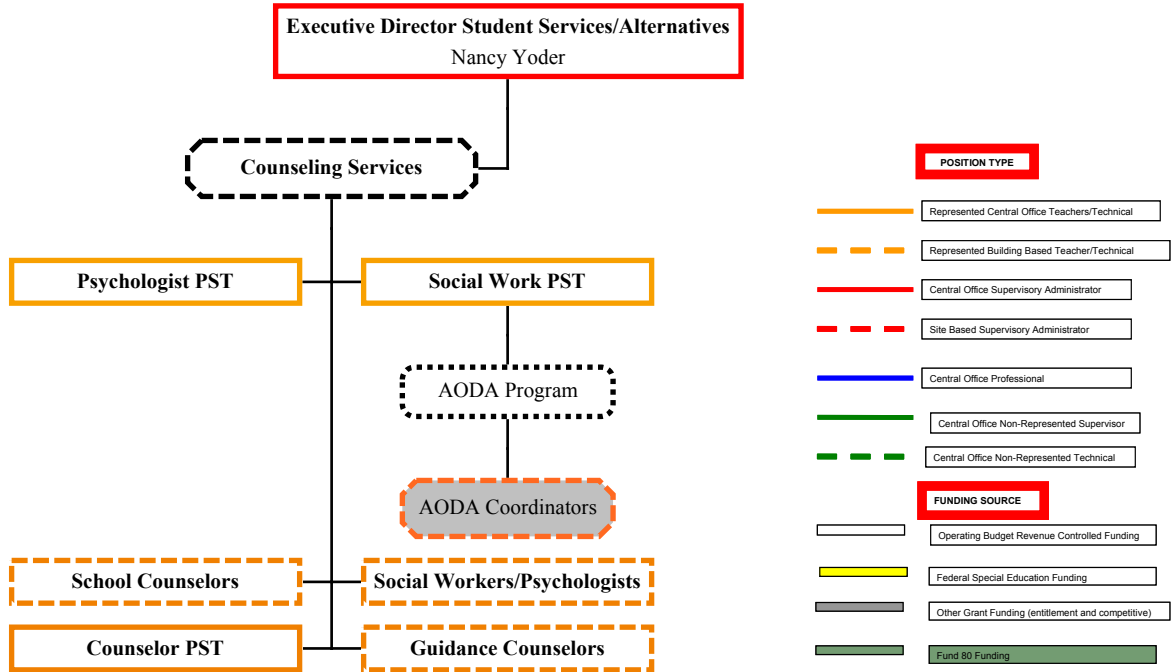 Executive Director Student Services/Alternatives
Nancy Yoder
Counseling Services
Psychologist PST
Social Work PST
AODA Program
AODA Coordinators
School Counselors
Social Workers/Psychologists
Counselor PST
Guidance Counselors
POSITION TYPE
Represented Central Office Teachers/Technical
Represented Building Based Teacher/Technical
Central Office Supervisory Administrator
Site Based Supervisory Administrator
Central Office Professional
Central Office Non-Represented Supervisor
Central Office Non-Represented Technical
FUNDING SOURCE
Operating Budget Revenue Controlled Funding
Federal Special Education Funding
Other Grant Funding (entitlement and competitive)
Fund 80 Funding